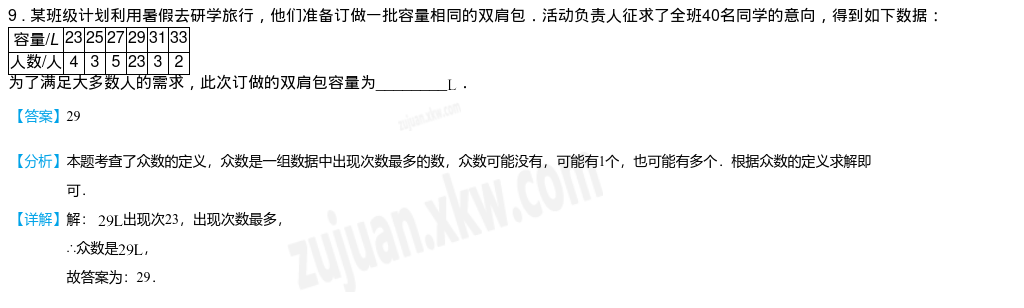 9．某班级计划利用暑假去研学旅行，他们准备订做一批容量相同的双肩包．活动负责人征求了全班40名同学的意向，得到如下数据：
容量/L 23 25 27 29 31 33
人数/人 4 3 5 23 3 2
为了满足大多数人的需求，此次订做的双肩包容量为________L．
【答案】29
zujuan.xkw.com
【分析】本题考查了众数的定义，众数是一组数据中出现次数最多的数，众数可能没有，可能有1个，也可能有多个．根据众数的定义求解即
可．
【详解】解： 29L出现次23，出现次数最多，
∴众数是29L，
故答案为：29．
zujuan.xkw.com